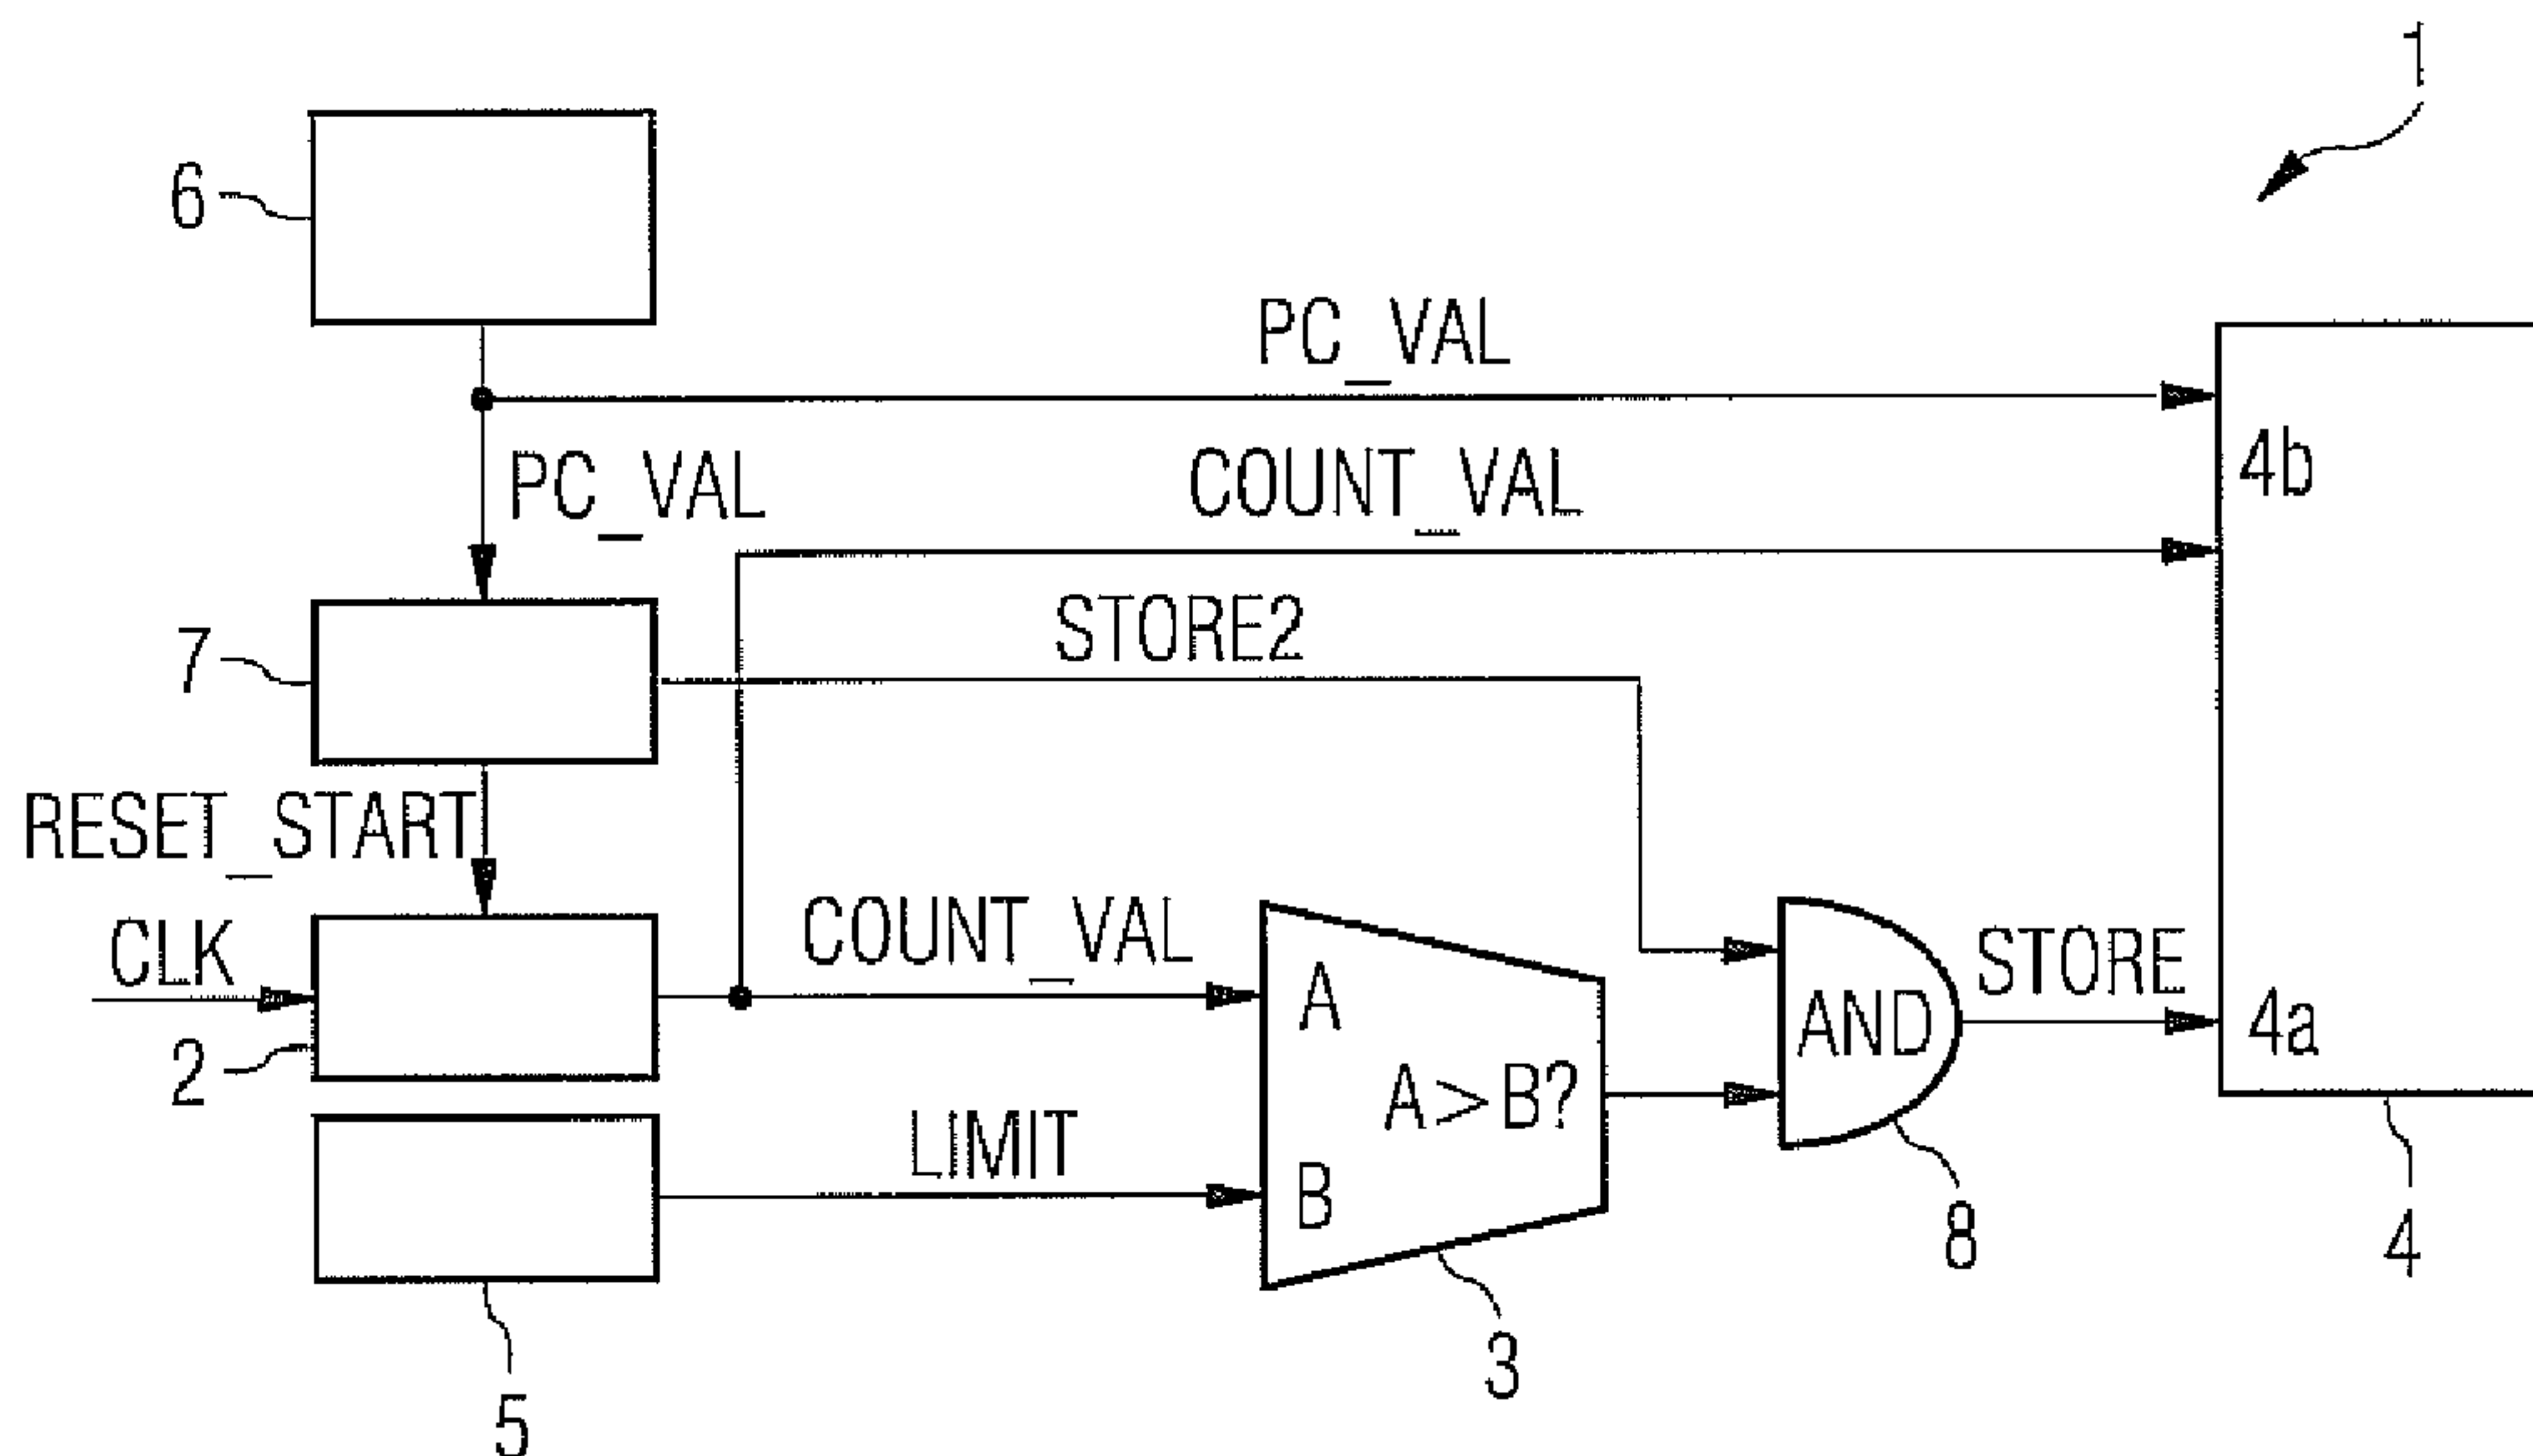 1
6
PC_VAL
4b
PC_VAL
COUNT_VAL
STORE2
7
RESET_START
CLK
COUNT_VAL
STORE
A
AND
4a
2
A>B?
LIMIT
B
8
4
3
5